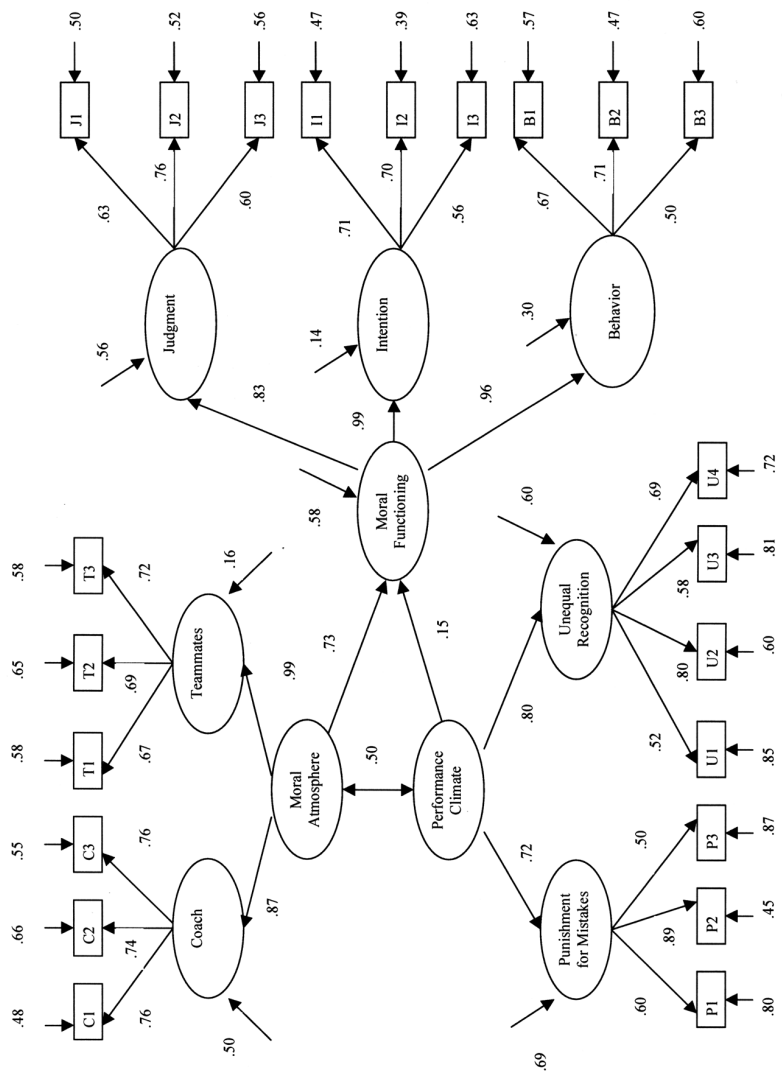 .48
.66
.55
.58
.65
.58
C1
C2
C3
T1
T2
T3
J1
.50
.76
.74
.76
.67
.69
.72
.63
.56
Judgment
.76
J2
.52
Coach
Teammates
.50
.16
.60
J3
.56
.87
.99
.83
Moral
Atmosphere
.73
.58
.14
.71
I1
.47
.50
.99
Moral
Functioning
Intention
.70
I2
.39
Performance
Climate
.15
.56
I3
.63
.72
.80
.96
.30
.67
B1
.57
.69
.60
Punishment
for Mistakes
Unequal
Recognition
Behavior
.71
B2
.47
.60
.89
.50
.52
.80
.58
.69
.50
B3
.60
P1
P2
P3
U1
U2
U3
U4
.80
.45
.87
.85
.60
.81
.72